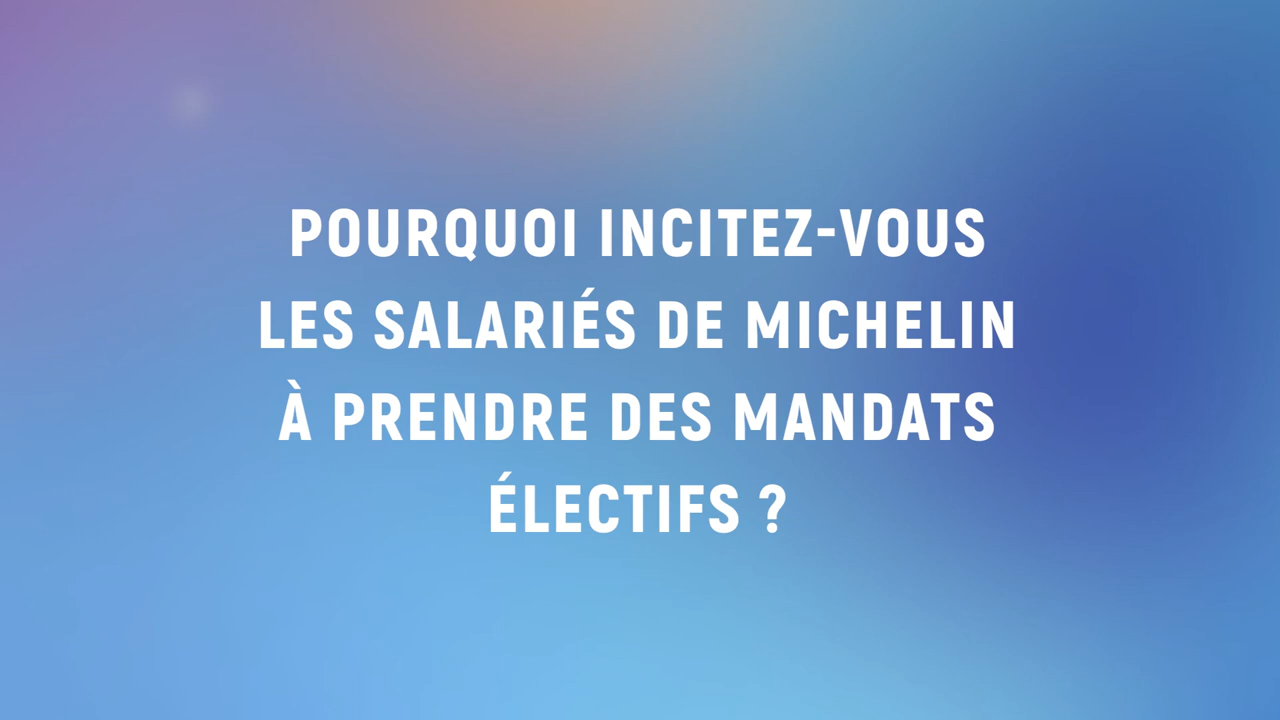 POURQUOI INCITEZ-VOUS
LES SALARIÉS DE MICHELIN
À PRENDRE DES MANDATS
ÉLECTIFS ?